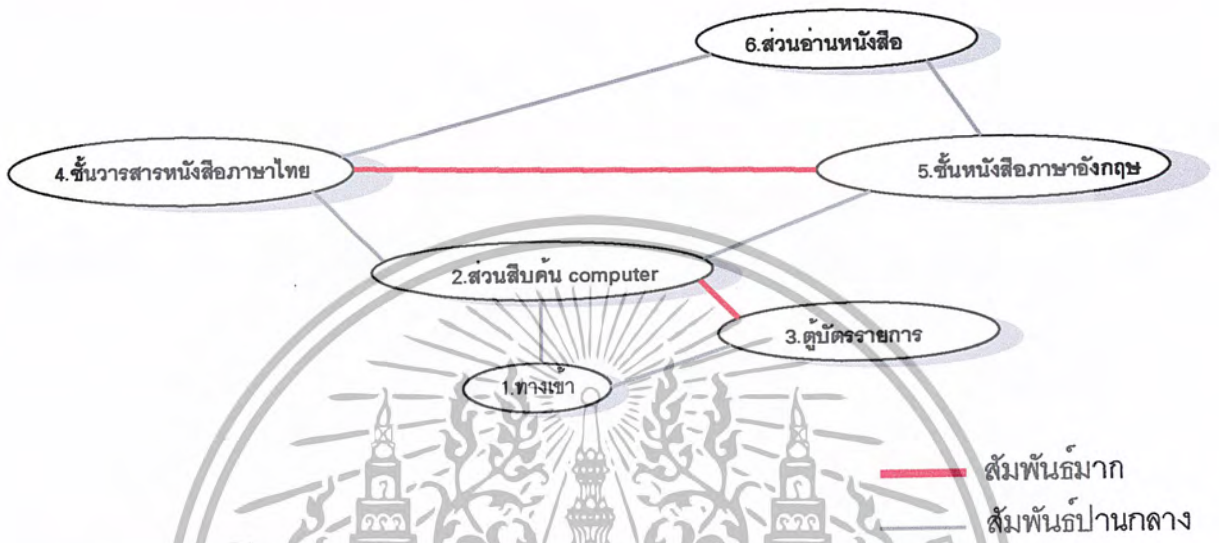 6.ส่วนอ่านหนังสือ
4.ชั้นวารสารหนังสือภาษาไทย
5.ชั้นหนังสือภาษาอังกฤษ
2.ส่วนสืบค้น computer
3.ตู้บัตรรายการ
1.ทางเข้า
สัมพันธ์มาก
สัมพันธ์ปานกลาง